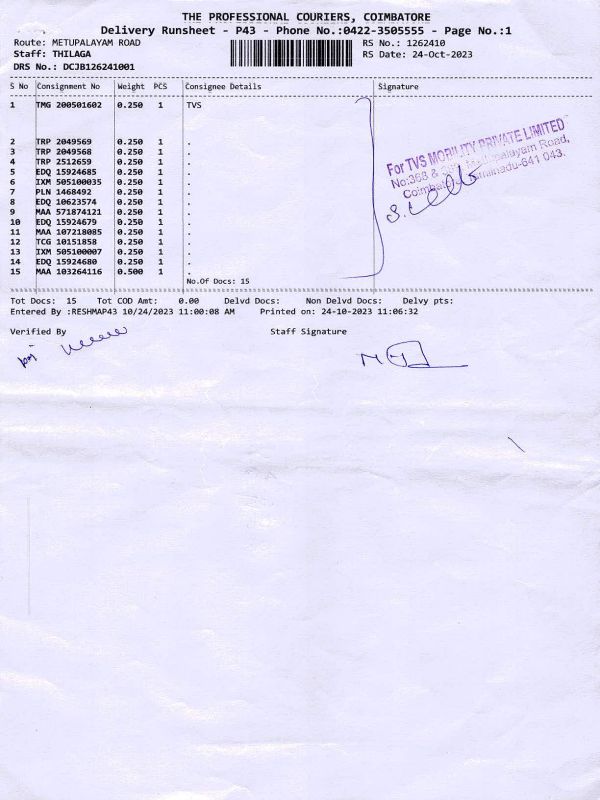 THE PROFESSIONAL COURIERS, COIMBATORE
Delivery Runsheet - P43 - Phone No.:0422-3505555 - Page No.:1
Route: METUPALAYAM ROAD RS No.: 1262410
Staff: THILAGA RS Date: 24-Oct-2023
DRS No.: DCJB126241001
S No Consignment No Weight PCS Consignee Details Signature
1 TMG 200501602 0.250 1 TVS
2 TRP 2049569 0.250 1 .
3 TRP 2049568 0.250 1 .
4 TRP 2512659 0.250 1 .
5 EDQ 15924685 0.250 1 .
6 IXM 505100035 0.250 1 .
7 PLN 1468492 0.250 1 .
8 EDQ 10623574 0.250 1 .
9 MAA 571874121 0.250 1 .
10 EDQ 15924679 0.250 1 .
11 MAA 107218085 0.250 1 .
12 TCG 10151858 0.250 1 .
13 IXM 505100007 0.250 1 .
14 EDQ 15924680 0.250 1 .
15 MAA 103264116 0.500 1 .
No.Of Docs: 15
For TVS MOBILITY PRIVATE LIMITED
No:368 & Mettupalayam Road,
Tamilnadu-641 043.
Tot Docs: 15 Tot COD Amt: 0.00 Delvd Docs: Non Delvd Docs: Delvy pts:
Entered By :RESHMAP43 10/24/2023 11:00:08 AM Printed on: 24-10-2023 11:06:32
Verified By Staff Signature